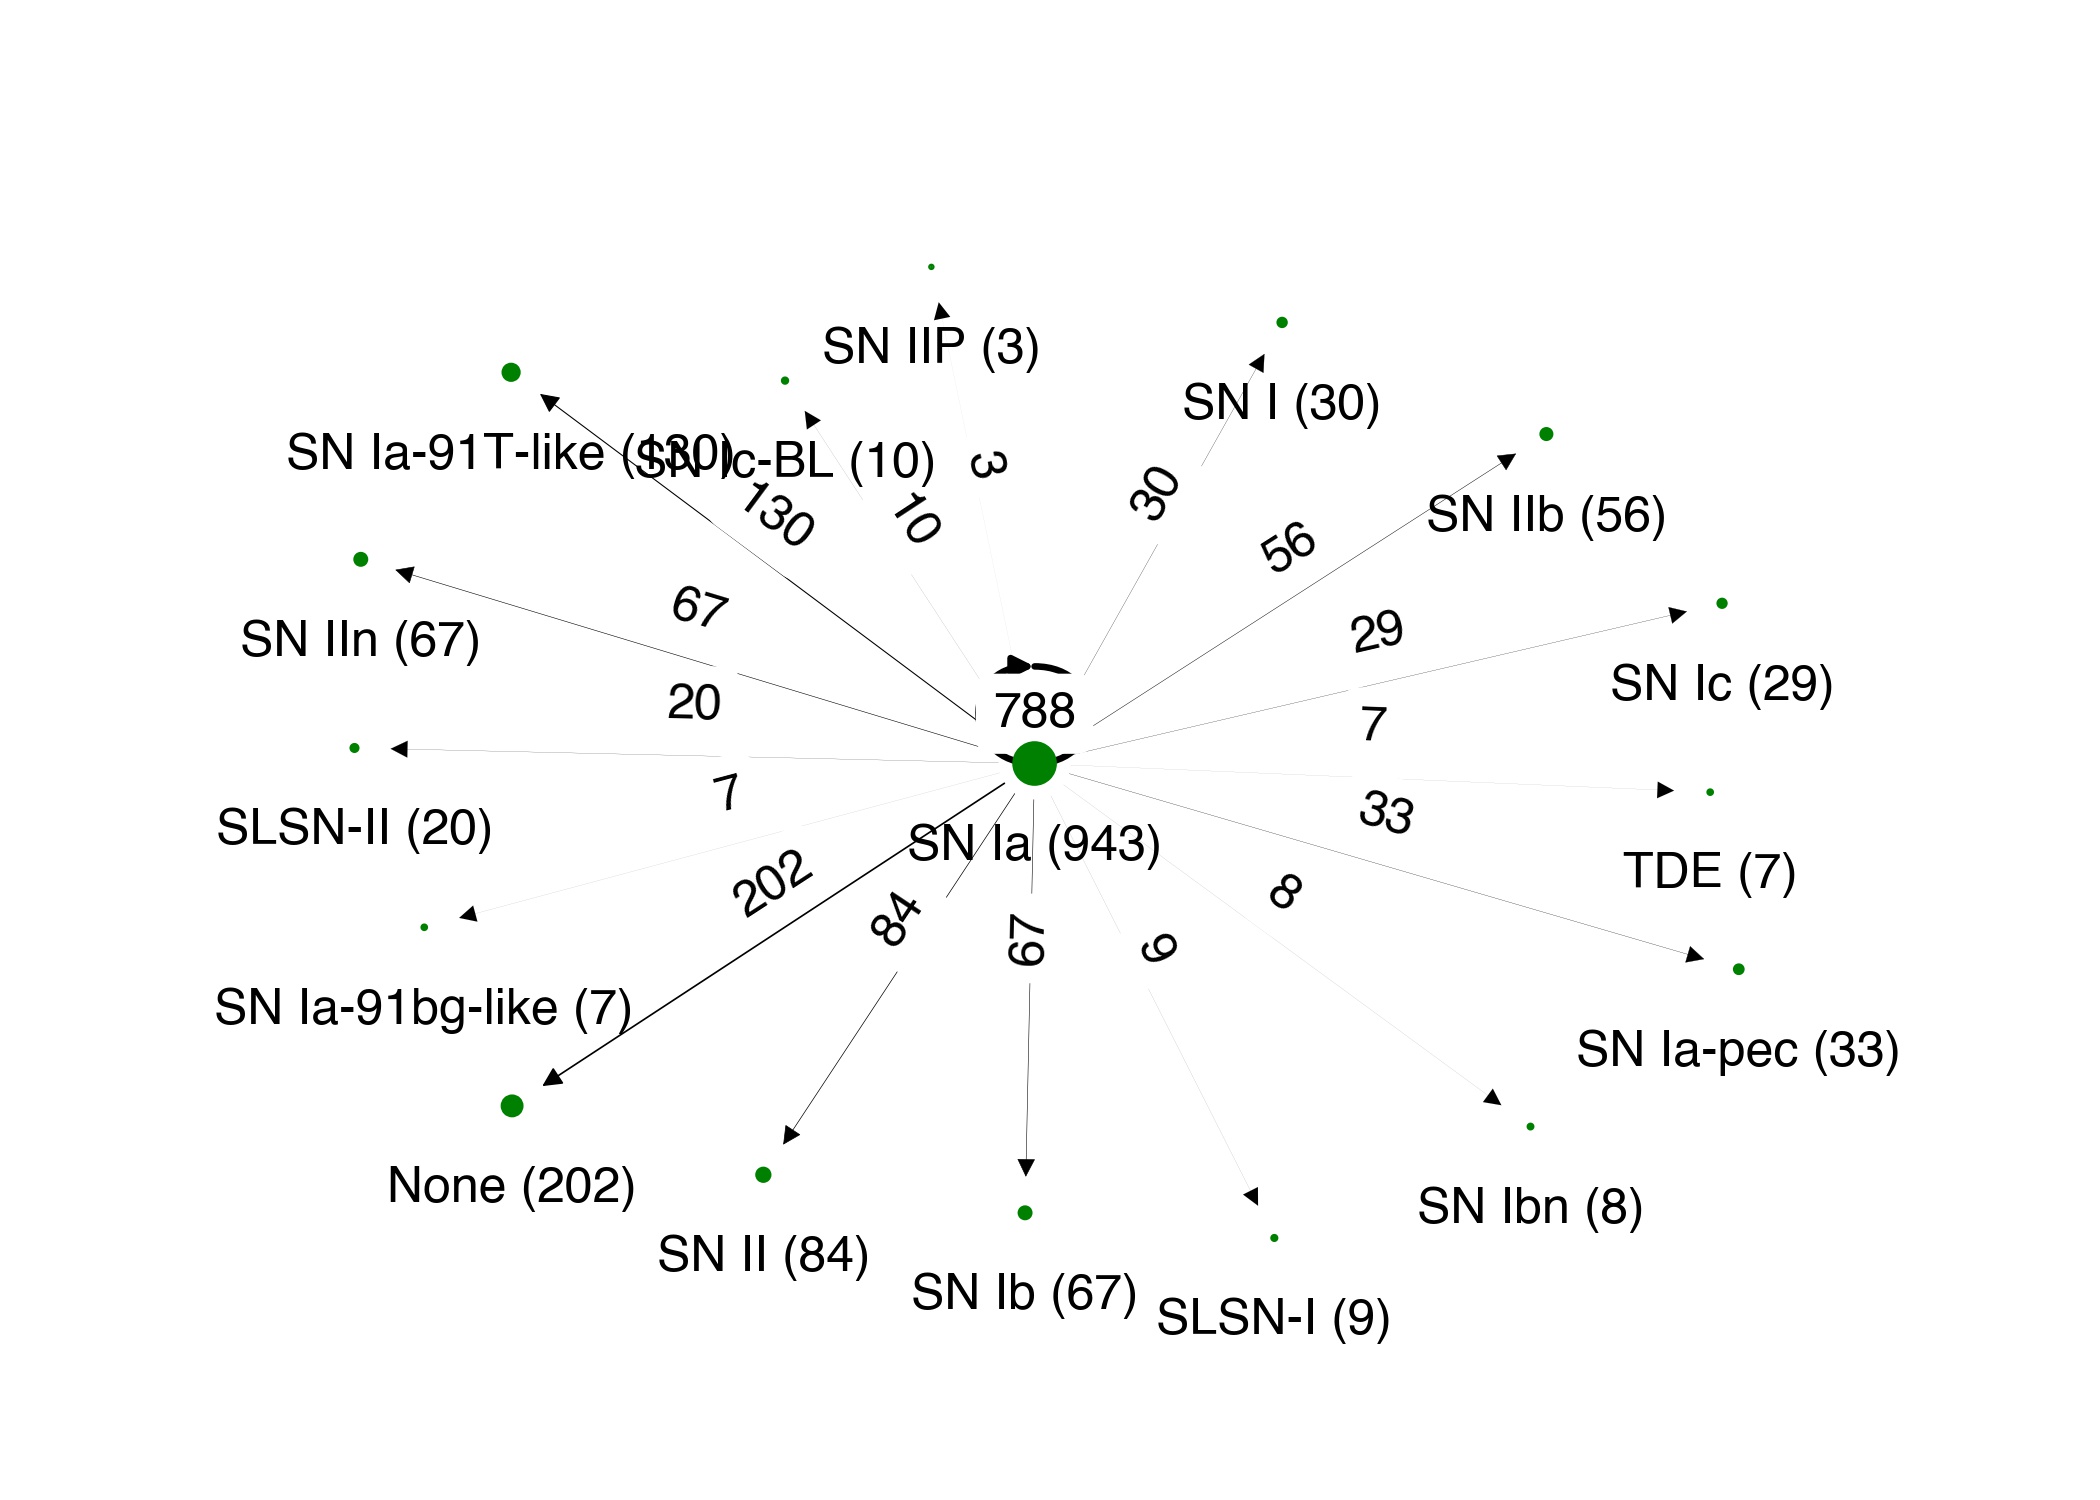 SN IIP (3)
SN I (30)
SN Ia-91T-like (130)
SN Ic-BL (10)
3
30
SN IIb (56)
130
10
56
67
29
SN IIn (67)
20
788
7
SN Ic (29)
7
33
SLSN-II (20)
SN Ia (943)
TDE (7)
202
84
67
9
8
SN Ia-91bg-like (7)
SN Ia-pec (33)
None (202)
SN Ibn (8)
SN II (84)
SN Ib (67)
SLSN-I (9)